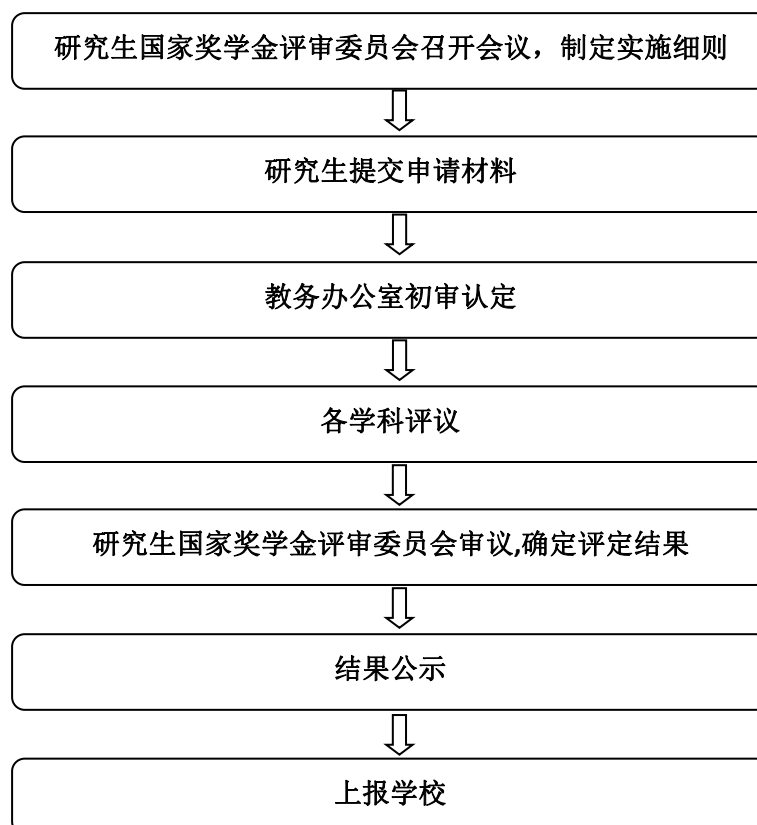 研究生国家奖学金评审委员会召开会议，制定实施细则
研究生提交申请材料
教务办公室初审认定
各学科评议
研究生国家奖学金评审委员会审议,确定评定结果
结果公示
上报学校